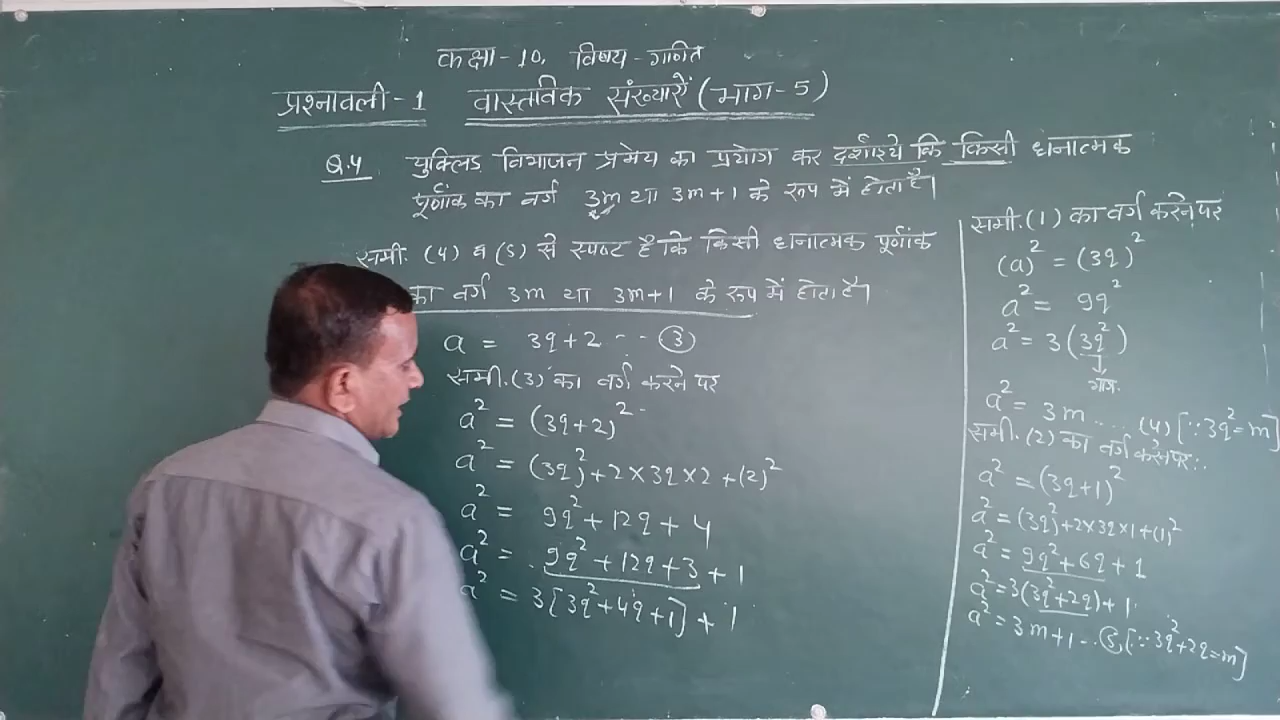 कक्षा - 10, विषय - गणित
प्रश्नावली - 1 वास्तविक संख्याऐं (भाग - 5)
Q.4 युक्लिड विभाजन प्रमेय का प्रयोग कर दर्शाइये कि किसी धनात्मक
पूर्णांक का वर्ग 3m या 3m + 1 के रूप में होता है।
समी. (4) व (5) से स्पष्ट है कि किसी धनात्मक पूर्णांक
का वर्ग 3m या 3m+1 के रूप में होता है।
a = 3q+2 -- ③
समी. (3) का वर्ग करने पर
a² = (3q+2)²
a² = (3q)² + 2×3q×2 + (2)²
a² = 9q² + 12q + 4
a² = 9q² + 12q + 3 + 1
a² = 3[3q² + 4q + 1] + 1
समी. (1) का वर्ग करने पर
(a)² = (3q)²
a² = 9q²
a² = 3(3q²)
a² = 3m .... (4) [∵ 3q² = m]
समी. (2) का वर्ग करने पर:
a² = (3q+1)²
a² = (3q)² + 2×3q×1 + (1)²
a² = 9q² + 6q + 1
a² = 3(3q² + 2q) + 1
a² = 3m + 1 -- ⑤ [∵ 3q² + 2q = m]